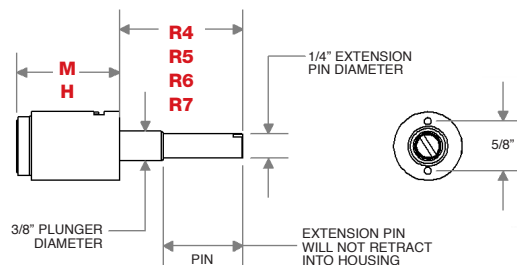 M
H
R4
R5
R6
R7
1/4" EXTENSION
PIN DIAMETER
5/8"
3/8" PLUNGER
DIAMETER
PIN
EXTENSION PIN
WILL NOT RETRACT
INTO HOUSING